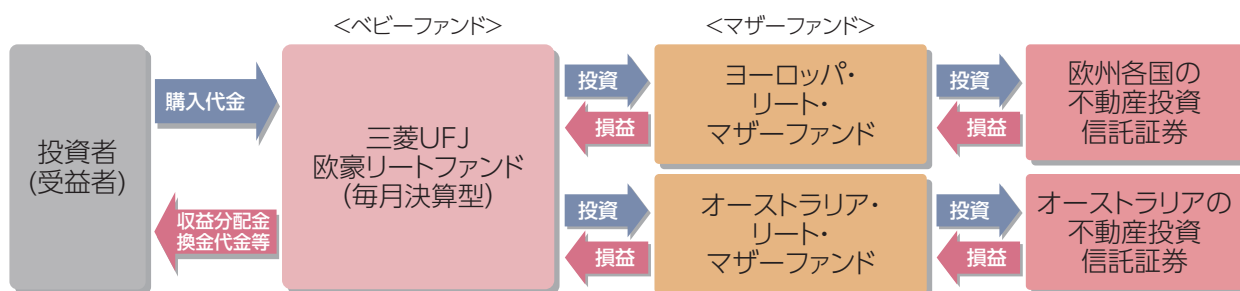 <ベビーファンド>
<マザーファンド>
投資者
(受益者)
購入代金
収益分配金
換金代金等
三菱UFJ
欧豪リートファンド
(毎月決算型)
投資
損益
ヨーロッパ・
リート・
マザーファンド
投資
損益
欧州各国の
不動産投資
信託証券
投資
損益
オーストラリア・
リート・
マザーファンド
投資
損益
オーストラリアの
不動産投資
信託証券